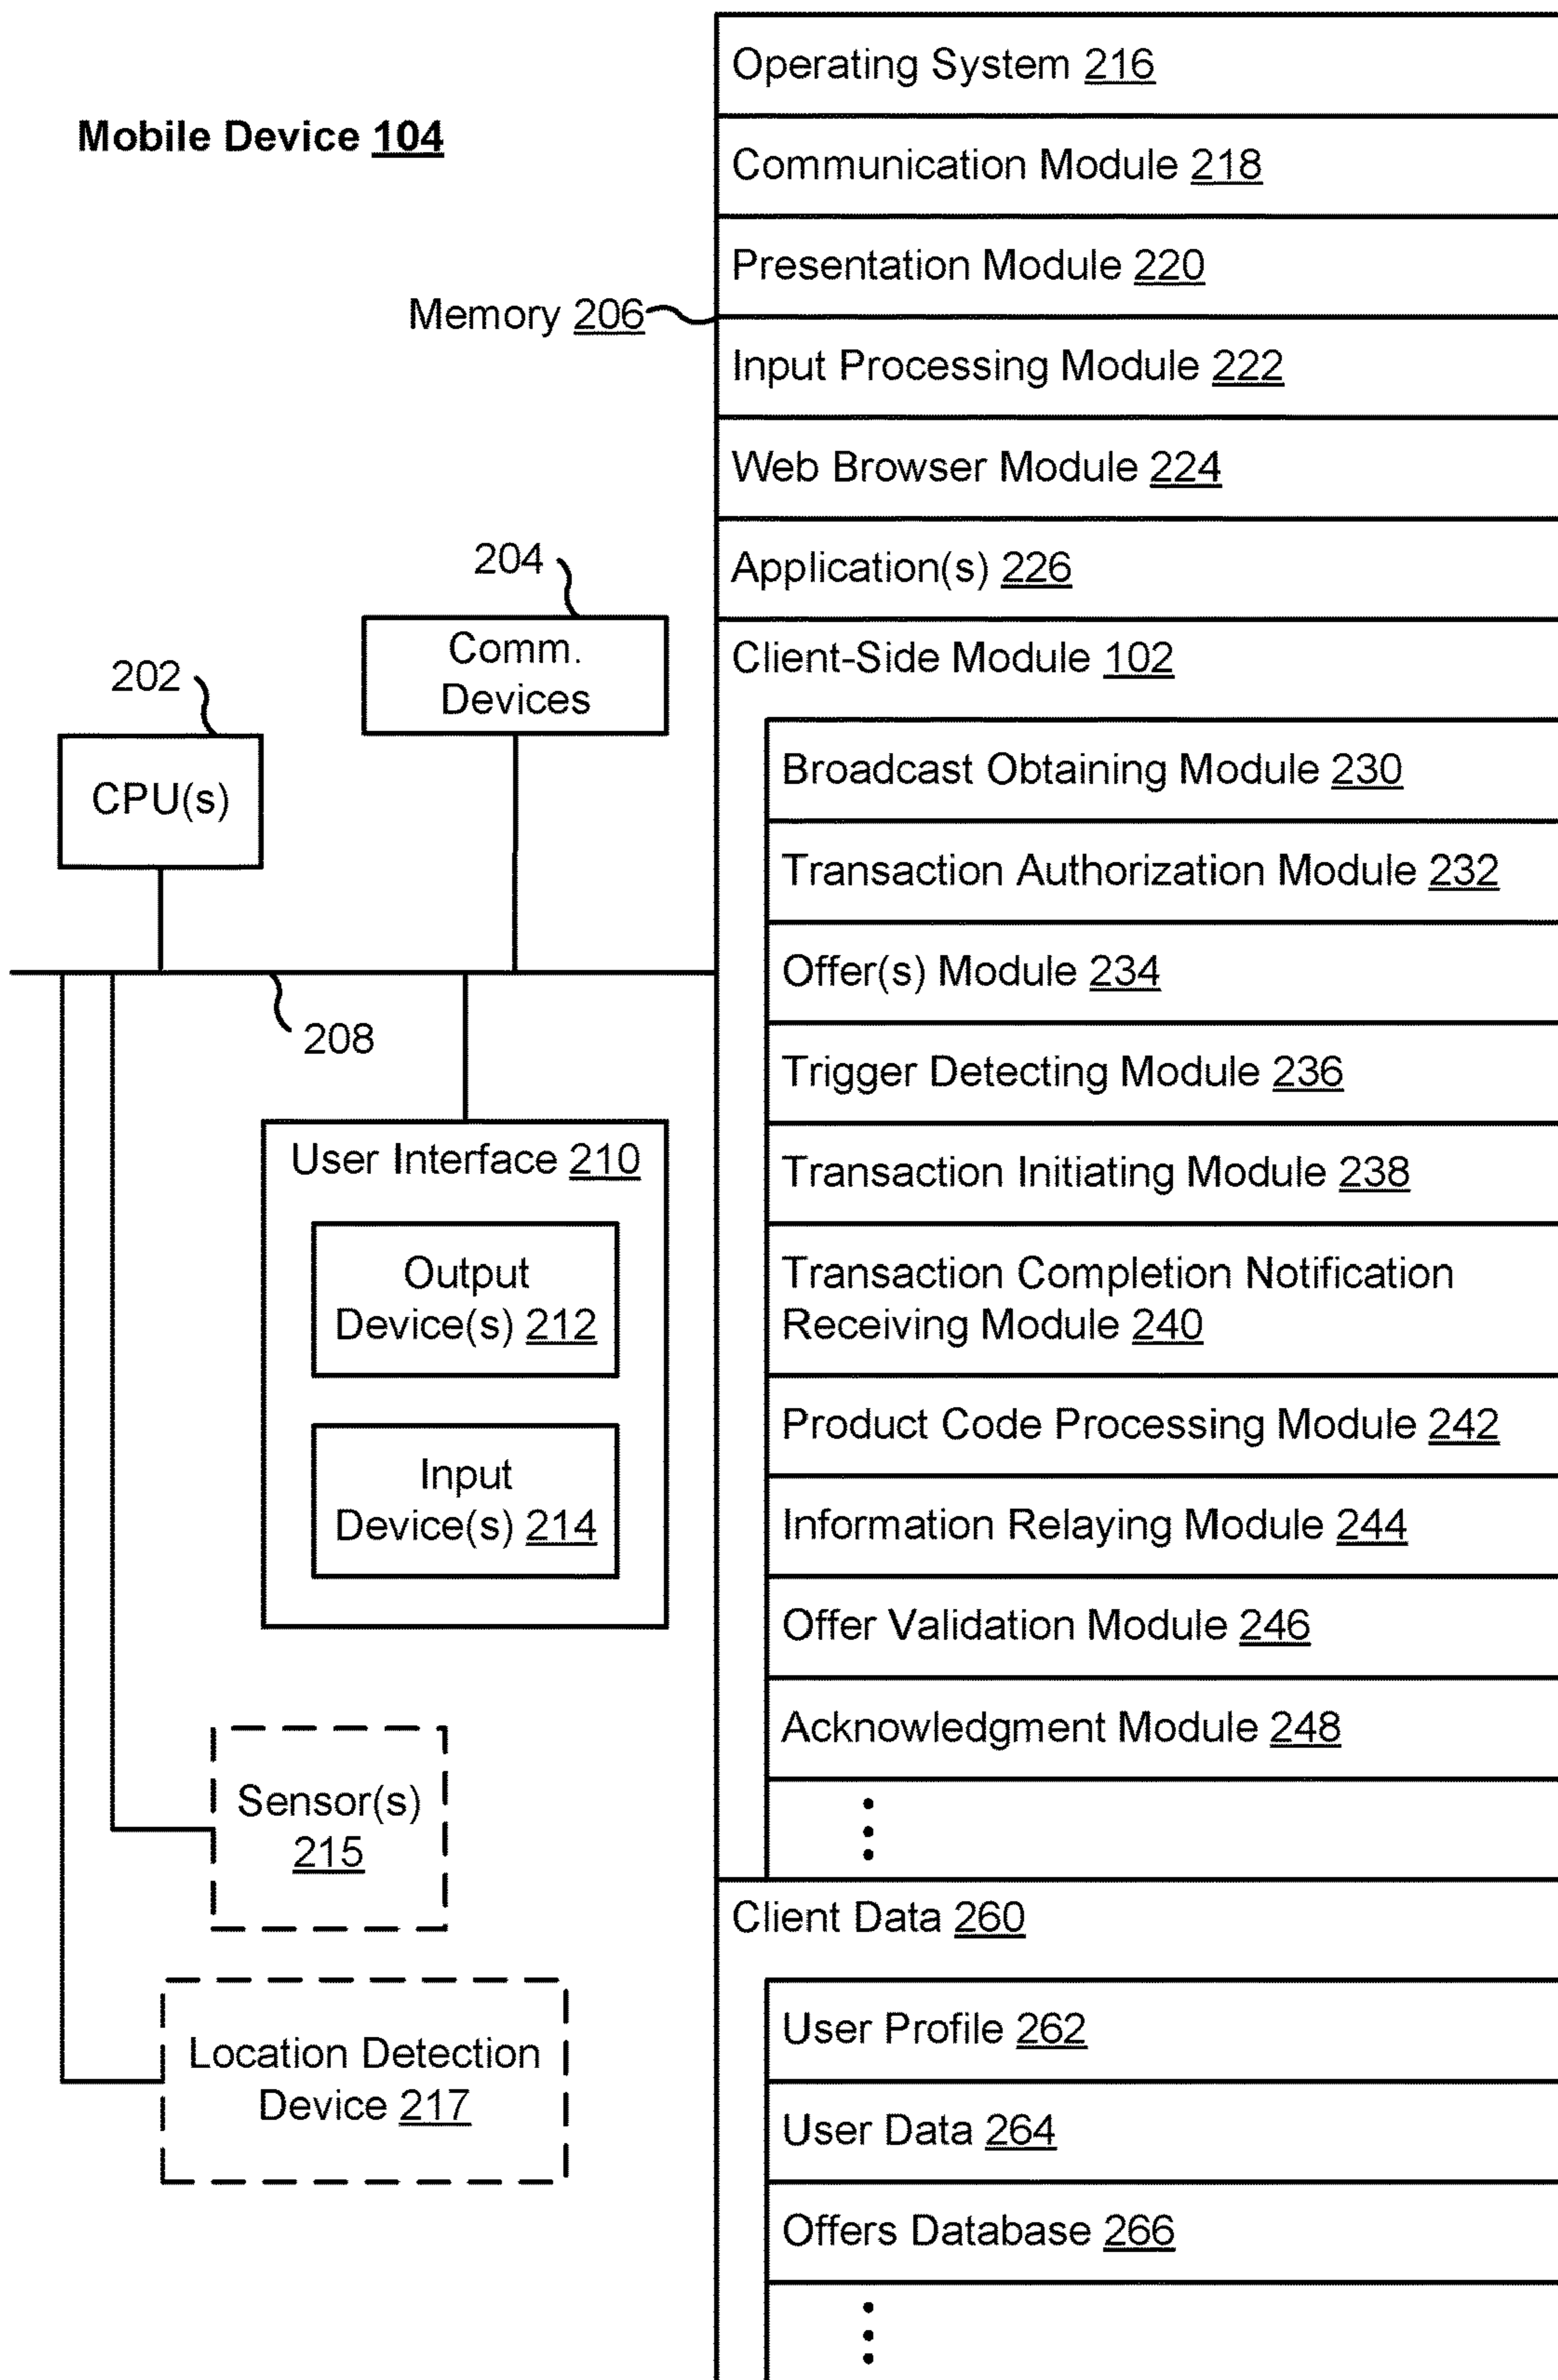 Mobile Device 104
Memory 206
204
Comm.
Devices
202
CPU(s)
208
User Interface 210
Output
Device(s) 212
Input
Device(s) 214
Sensor(s)
215
Location Detection
Device 217
Operating System 216
Communication Module 218
Presentation Module 220
Input Processing Module 222
Web Browser Module 224
Application(s) 226
Client-Side Module 102
Broadcast Obtaining Module 230
Transaction Authorization Module 232
Offer(s) Module 234
Trigger Detecting Module 236
Transaction Initiating Module 238
Transaction Completion Notification
Receiving Module 240
Product Code Processing Module 242
Information Relaying Module 244
Offer Validation Module 246
Acknowledgment Module 248
Client Data 260
User Profile 262
User Data 264
Offers Database 266